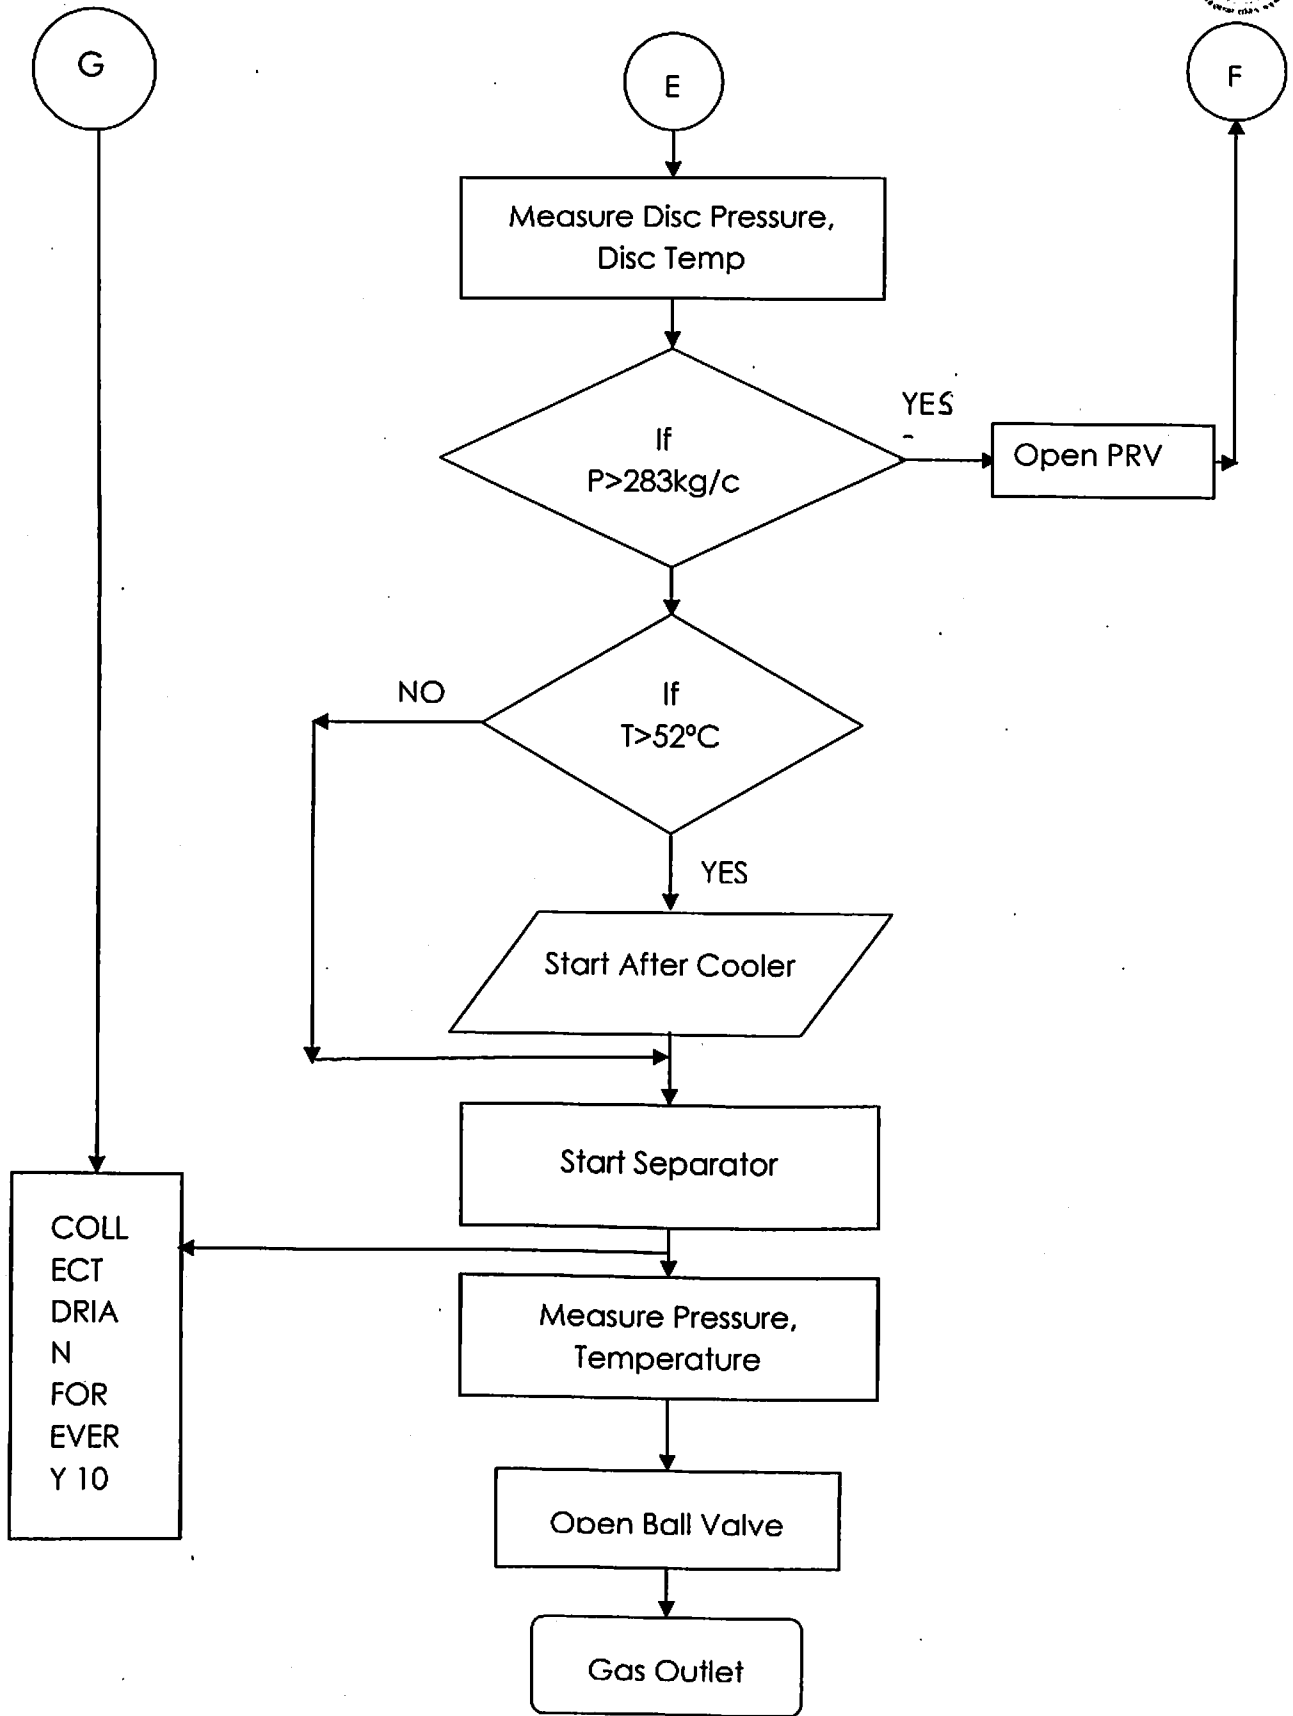 G
E
F
Measure Disc Pressure,
Disc Temp
If
P>283kg/c
YES
Open PRV
If
T>52°C
NO
YES
Start After Cooler
Start Separator
COLL
ECT
DRIA
N
FOR
EVER
Y 10
Measure Pressure,
Temperature
Open Ball Valve
Gas Outlet